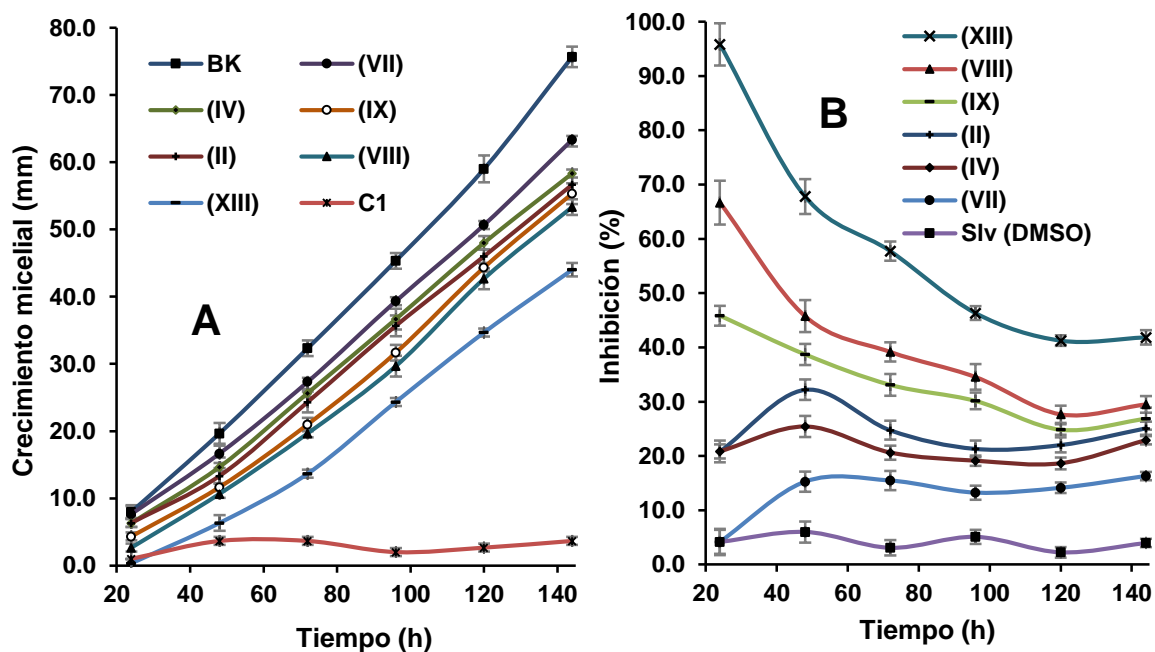 80.0
70.0
60.0
50.0
40.0
30.0
20.0
10.0
0.0
Crecimiento micelial (mm)
BK
(VII)
(IV)
(IX)
(II)
(VIII)
(XIII)
C1
A
20
40
60
80
100
120
140
Tiempo (h)
100.0
90.0
80.0
70.0
60.0
50.0
40.0
30.0
20.0
10.0
0.0
Inhibición (%)
B
(XIII)
(VIII)
(IX)
(II)
(IV)
(VII)
Slv (DMSO)
20
40
60
80
100
120
140
Tiempo (h)